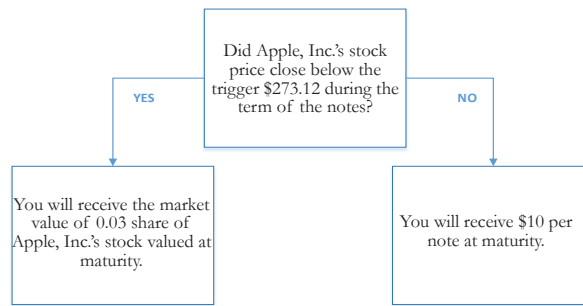 Did Apple, Inc.'s stock
price close below the
trigger $273.12 during the
term of the notes?
YES
NO
You will receive the market
value of 0.03 share of
Apple, Inc.'s stock valued at
maturity.
You will receive $10 per
note at maturity.